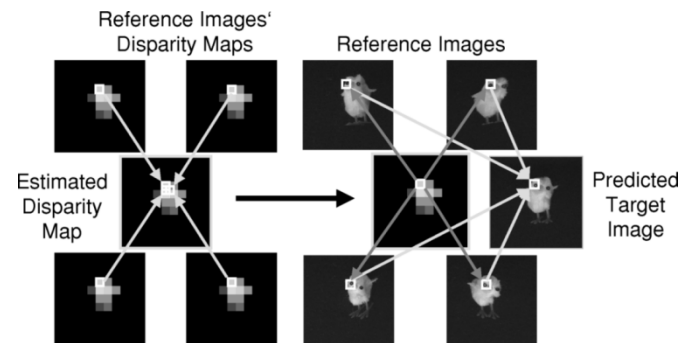 Reference Images‘
Disparity Maps
Reference Images
Estimated
Disparity
Map
Predicted
Target
Image